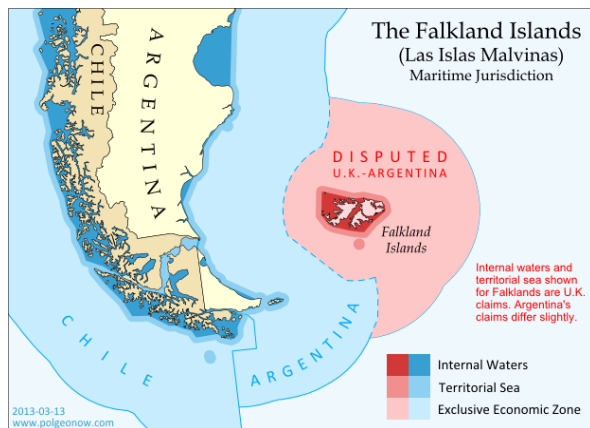 The Falkland Islands
(Las Islas Malvinas)
Maritime Jurisdiction
CHILE
ARGENTINA
DISPUTED
U.K.-ARGENTINA
Falkland
Islands
Internal waters and
territorial sea shown
for Falklands are U.K.
claims. Argentina's
claims differ slightly.
CHILE
ARGENTINA
Internal Waters
Territorial Sea
Exclusive Economic Zone
2013-03-13
www.polgeonow.com